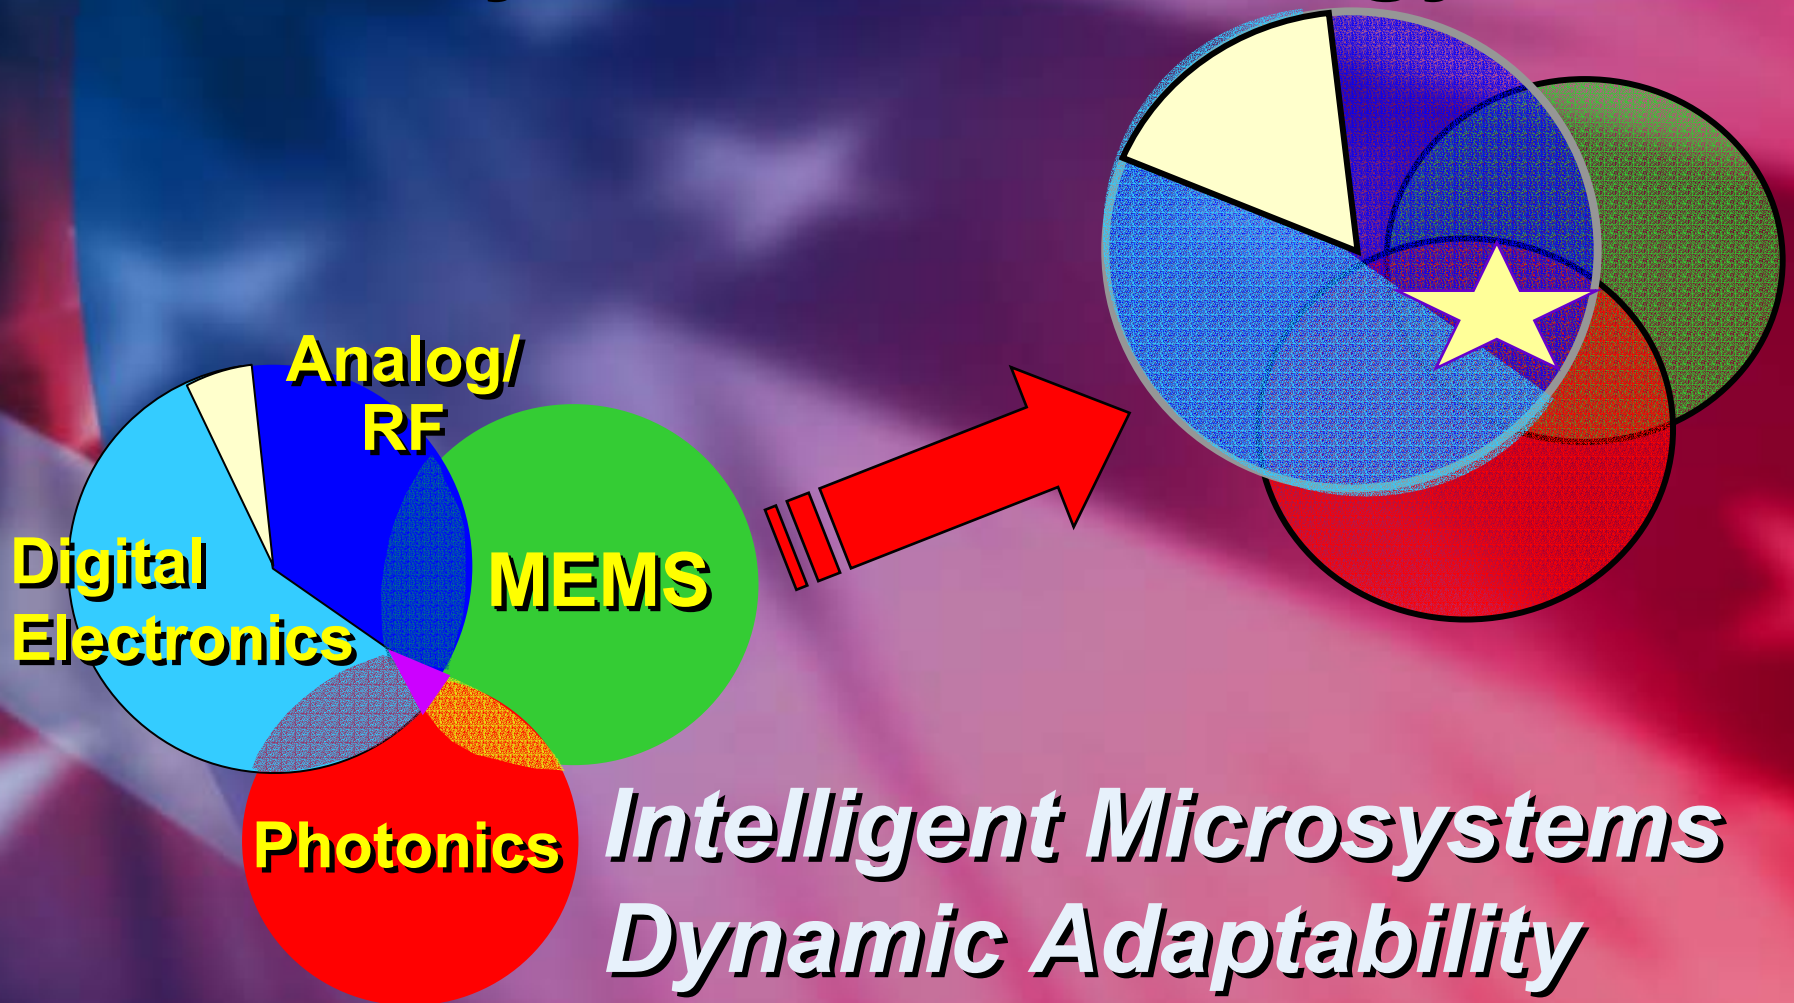 Analog/
RF
Digital
Electronics
MEMS
Photonics
Intelligent Microsystems
Dynamic Adaptability